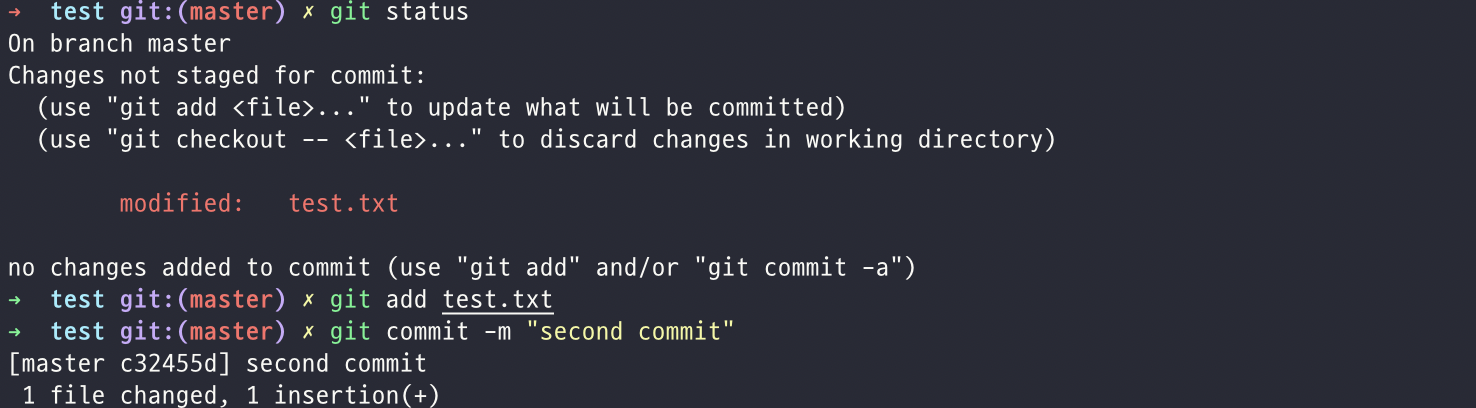 ➜  test git:(master) ✗ git status
On branch master
Changes not staged for commit:
  (use "git add <file>..." to update what will be committed)
  (use "git checkout -- <file>..." to discard changes in working directory)
        modified:   test.txt
no changes added to commit (use "git add" and/or "git commit -a")
➜  test git:(master) ✗ git add test.txt
➜  test git:(master) ✗ git commit -m "second commit"
[master c32455d] second commit
 1 file changed, 1 insertion(+)